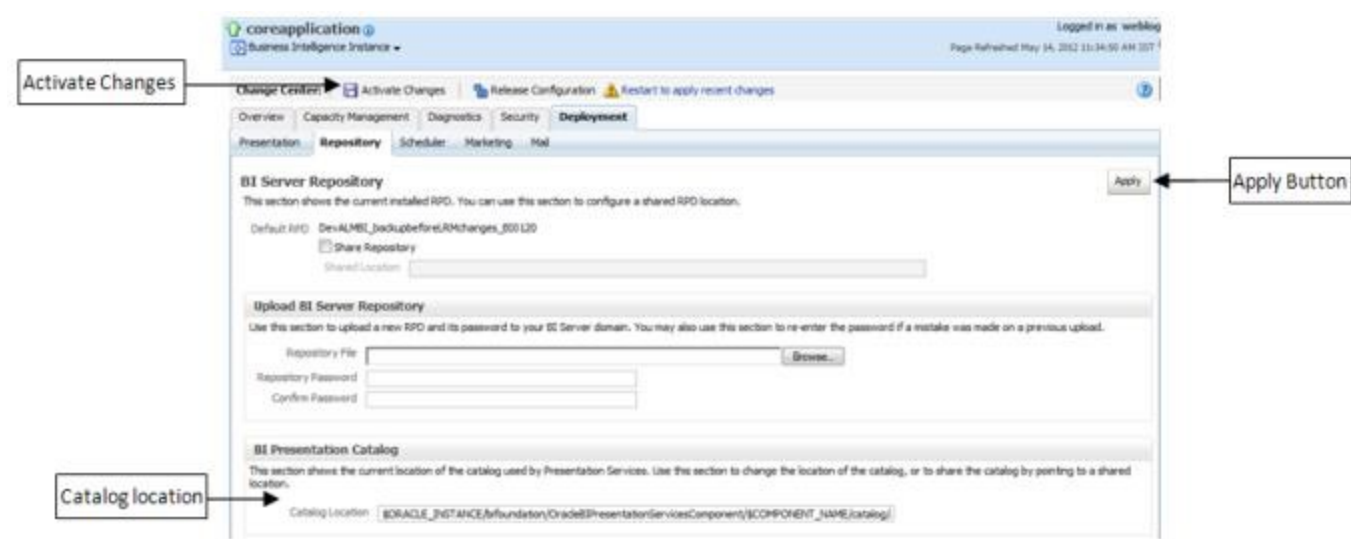 coreapplication
Logged in as weblog
Business Intelligence Instance
Page Refreshed May 14, 2012 11:34:50 AM IST
Activate Changes
Change Center: Activate Changes Release Configuration Restart to apply recent changes
Overview Capacity Management Diagnostics Security Deployment
Presentation Repository Scheduler Marketing Mail
BI Server Repository
Apply
Apply Button
This section shows the current installed RPD. You can use this section to configure a shared RPD location.
Default RPD DevALMBI_backupbeforeLRMchanges_BI0120
Share Repository
Shared Location
Upload BI Server Repository
Use this section to upload a new RPD and its password to your BI Server domain. You may also use this section to re-enter the password if a mistake was made on a previous upload.
Repository File Browse...
Repository Password
Confirm Password
BI Presentation Catalog
This section shows the current location of the catalog used by Presentation Services. Use this section to change the location of the catalog, or to share the catalog by pointing to a shared
location.
Catalog location
Catalog Location $ORACLE_INSTANCE/bifoundation/OracleBIPresentationServicesComponent/$COMPONENT_NAME/catalog/